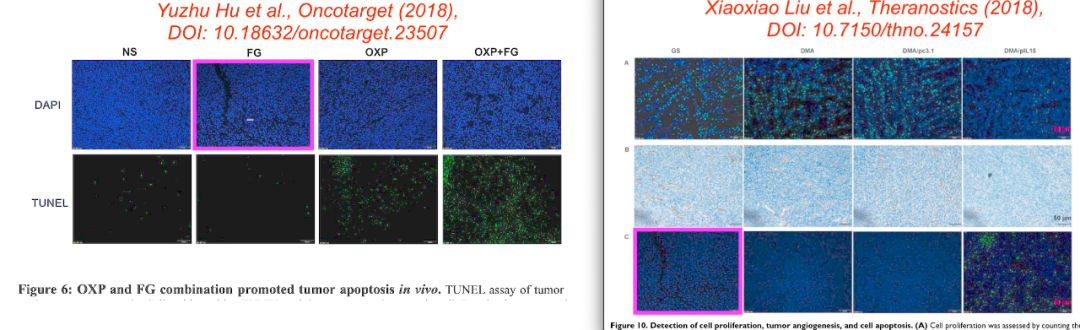 Yuzhu Hu et al., Oncotarget (2018),
DOI: 10.18632/oncotarget.23507
NS FG OXP OXP+FG
DAPI
TUNEL
Figure 6: OXP and FG combination promoted tumor apoptosis in vivo. TUNEL assay of tumor
Xiaoxiao Liu et al., Theranostics (2018),
DOI: 10.7150/thno.24157
GS DMA DMA/pc3.1 DMA/pIL15
A
B
50 µm
C
Figure 10. Detection of cell proliferation, tumor angiogenesis, and cell apoptosis. (A) Cell proliferation was assessed by counting the